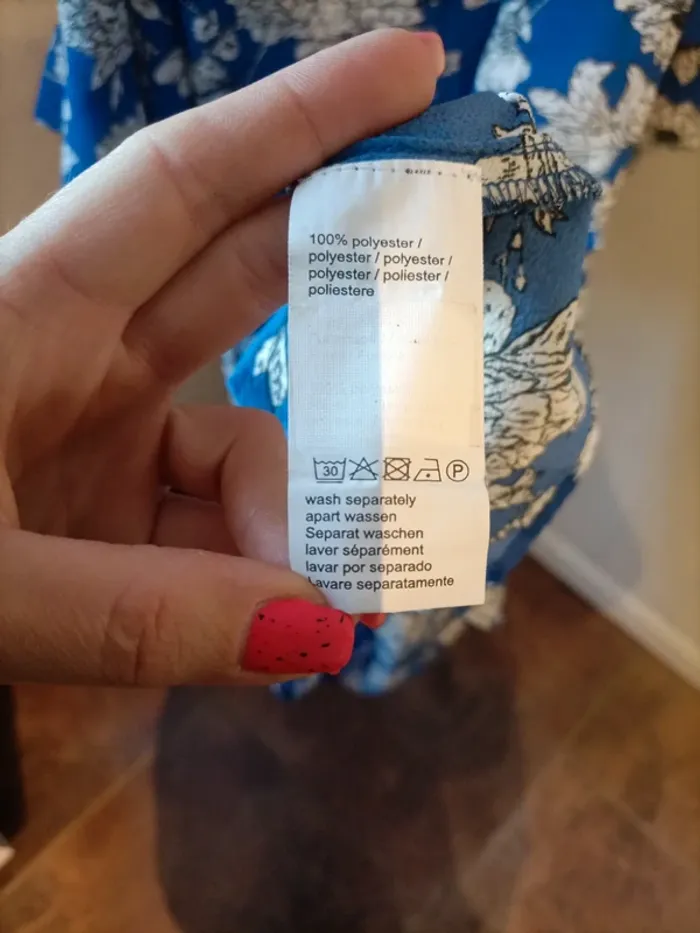 100% polyester /
polyester / polyester /
polyester / poliester /
poliestere
30 P
wash separately
apart wassen
Separat waschen
laver séparément
lavar por separado
Lavare separatamente